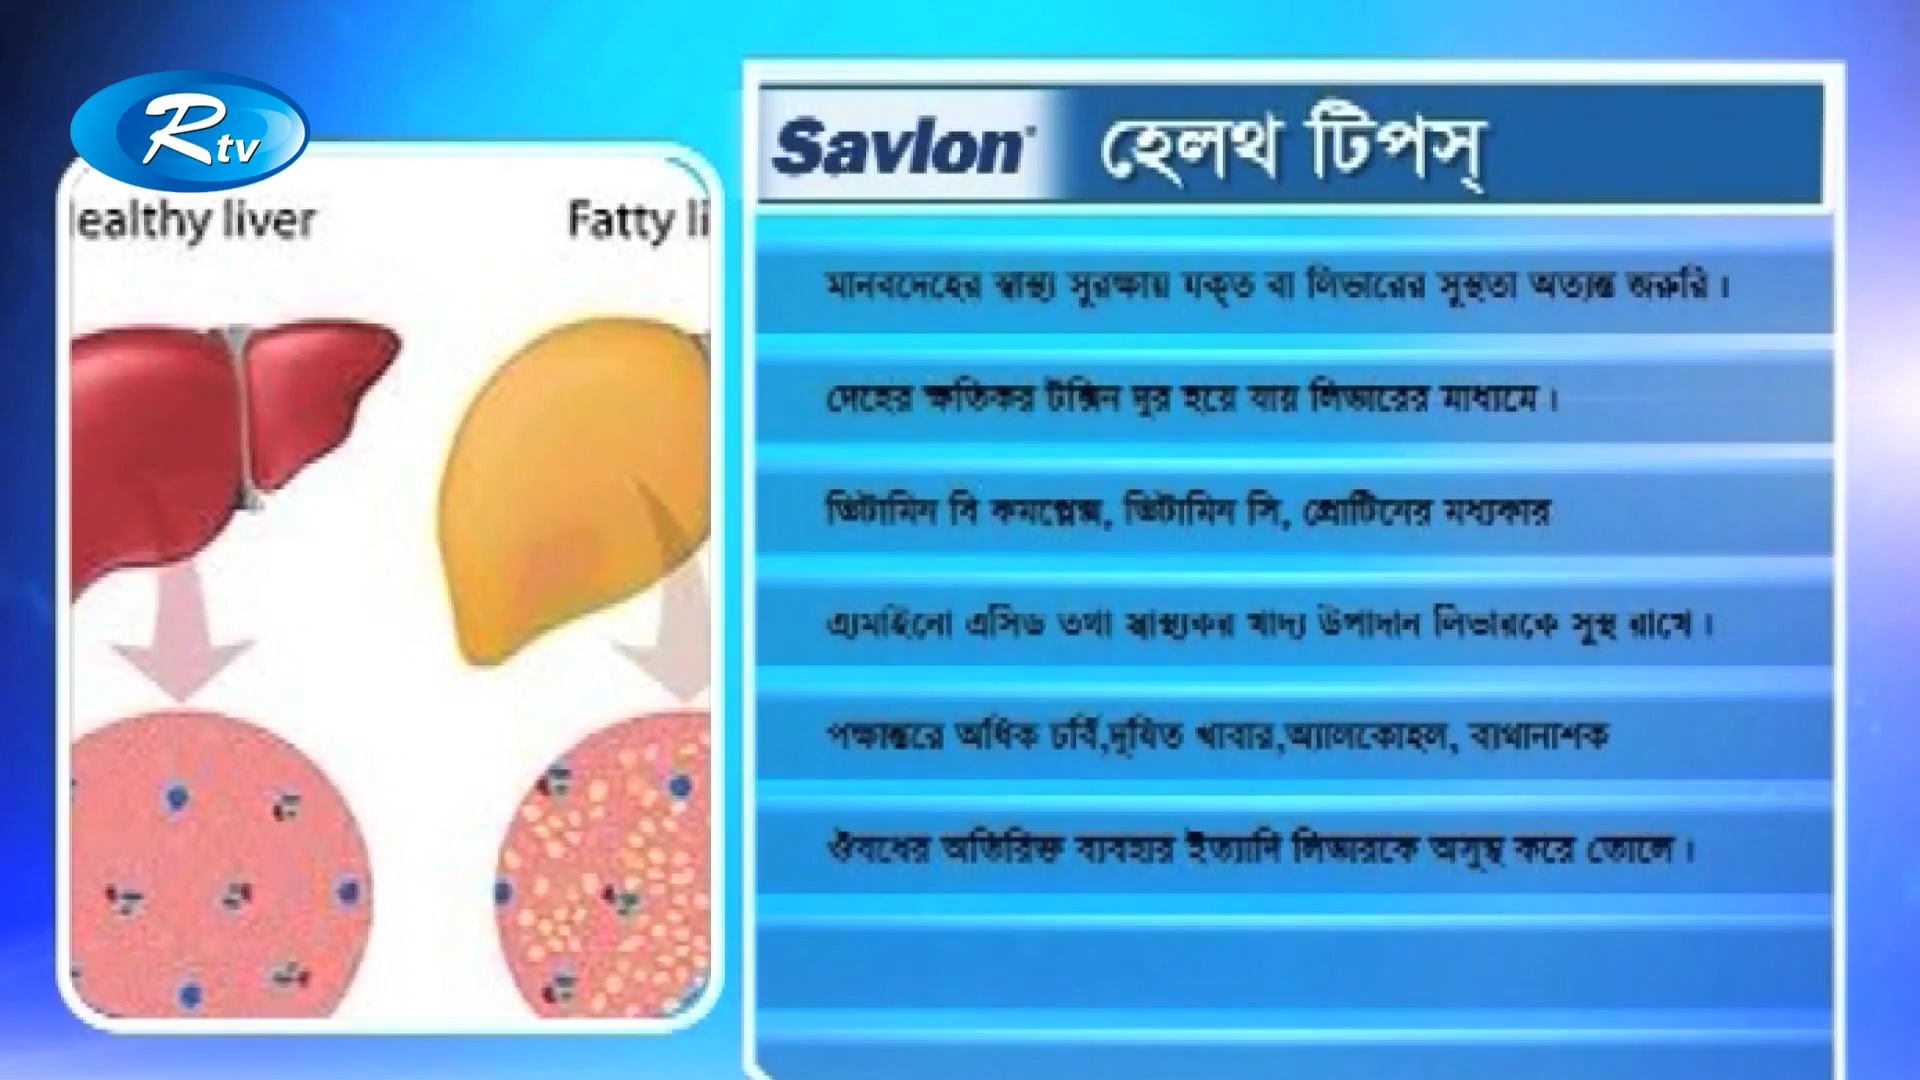 Rtv
ealthy liver
Fatty li
Savlon
হেলথ টিপস্
মানবদেহের স্বাস্থ্য সুরক্ষায় যকৃত বা লিভারের সুস্থতা অত্যন্ত জরুরি।
দেহের ক্ষতিকর টক্সিন দূর হয়ে যায় লিভারের মাধ্যমে।
ভিটামিন বি কমপ্লেক্স, ভিটামিন সি, প্রোটিনের মধ্যকার
এ্যমাইনো এসিড তথা স্বাস্থ্যকর খাদ্য উপাদান লিভারকে সুস্থ রাখে।
পক্ষান্তরে অধিক চর্বি,দূষিত খাবার,অ্যালকোহল, ব্যথানাশক
ঔষধের অতিরিক্ত ব্যবহার ইত্যাদি লিভারকে অসুস্থ করে তোলে।